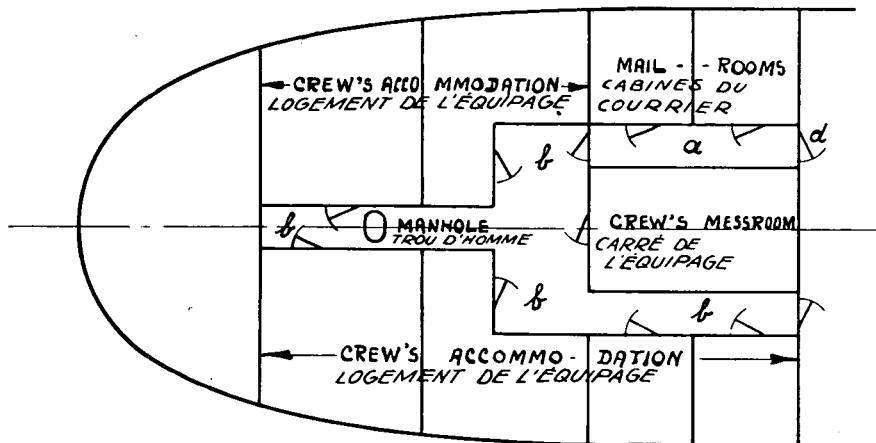 CREW'S ACCOMMODATION
LOGEMENT DE L'ÉQUIPAGE
MAIL - - ROOMS
CABINES DU
COURRIER
b
a
d
b
MANHOLE
TROU D'HOMME
CREW'S MESSROOM
CARRÉ DE
L'ÉQUIPAGE
b
b
CREW'S ACCOMMO - DATION
LOGEMENT DE L'ÉQUIPAGE